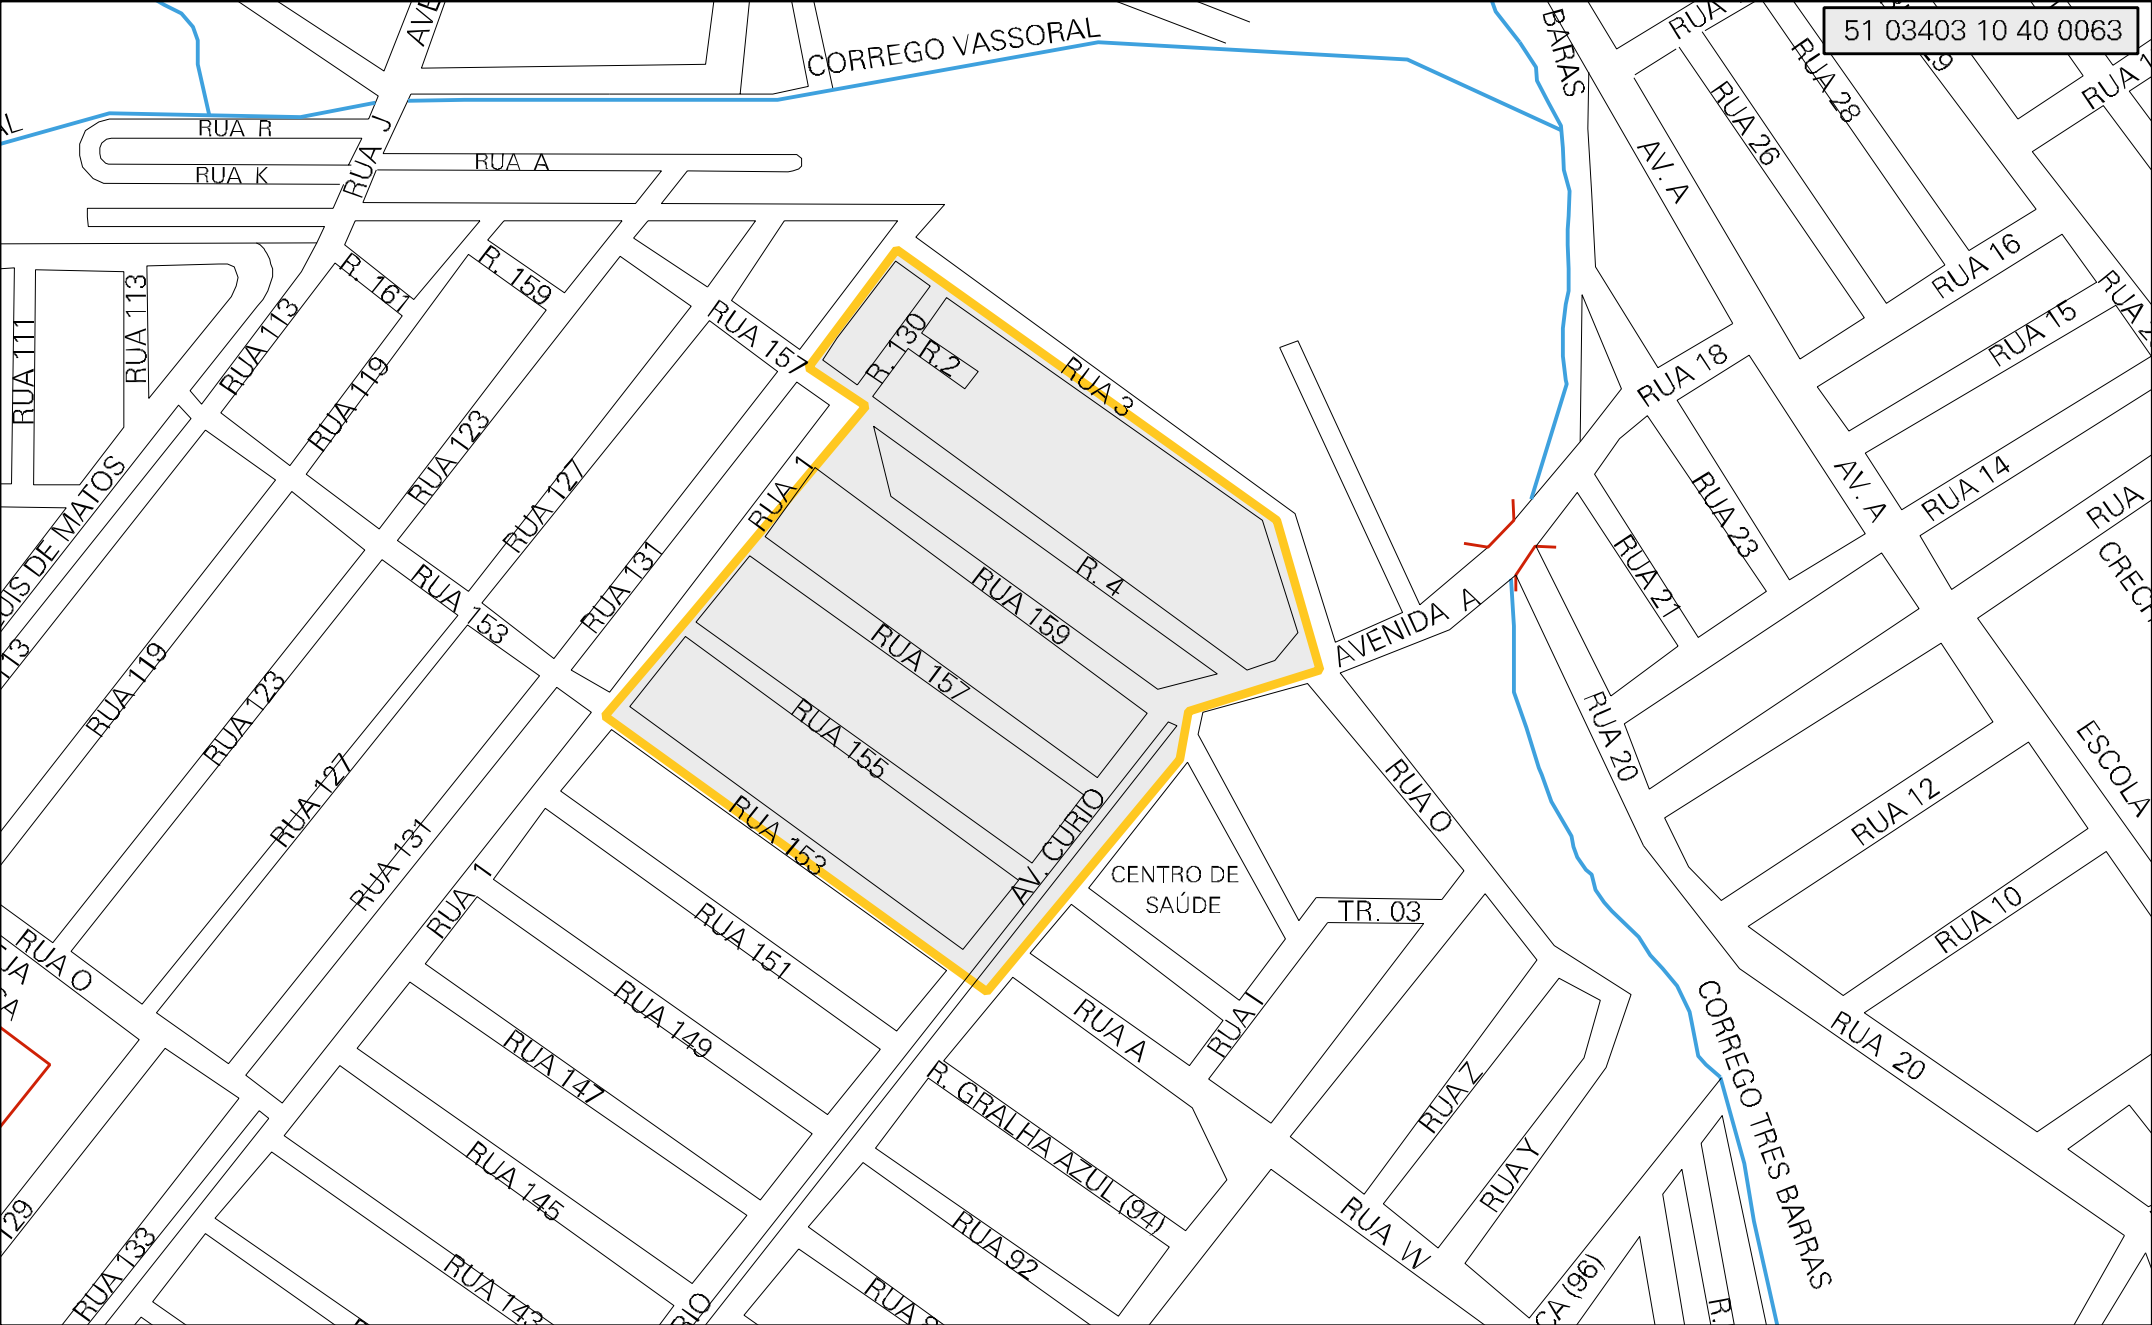 51 03403 10 40 0063
CORREGO VASSORAL
BARRAS
RUA
RUA 28
RUA 26
AV. A
RUA R
RUA J
RUA A
RUA K
RUA 16
RUA 15
RUA 18
R. 161
R. 159
RUA 113
RUA 113
RUA 111
RUA 119
RUA 123
RUA 127
RUA 157
R. 130
R.2
RUA 3
RUA 1
RUA 131
RUA 153
R. 4
RUA 159
RUA 157
RUA 155
RUA 153
AV. CURIO
AVENIDA A
RUA 23
RUA 21
AV. A
RUA 14
RUA
RUA 20
RUA 12
RUA 10
RUA 20
ESCOLA
RUA O
CENTRO DE
SAÚDE
TR. 03
RUA 119
RUA 123
RUA 127
RUA 131
RUA 1
RUA O
RUA 151
RUA 149
RUA 147
RUA 145
RUA 143
RUA 133
RUA A
RUA I
R. GRALHA AZUL (94)
RUA 92
RUA Z
RUA Y
RUA W
CORREGO TRES BARRAS
CA (96)
R.